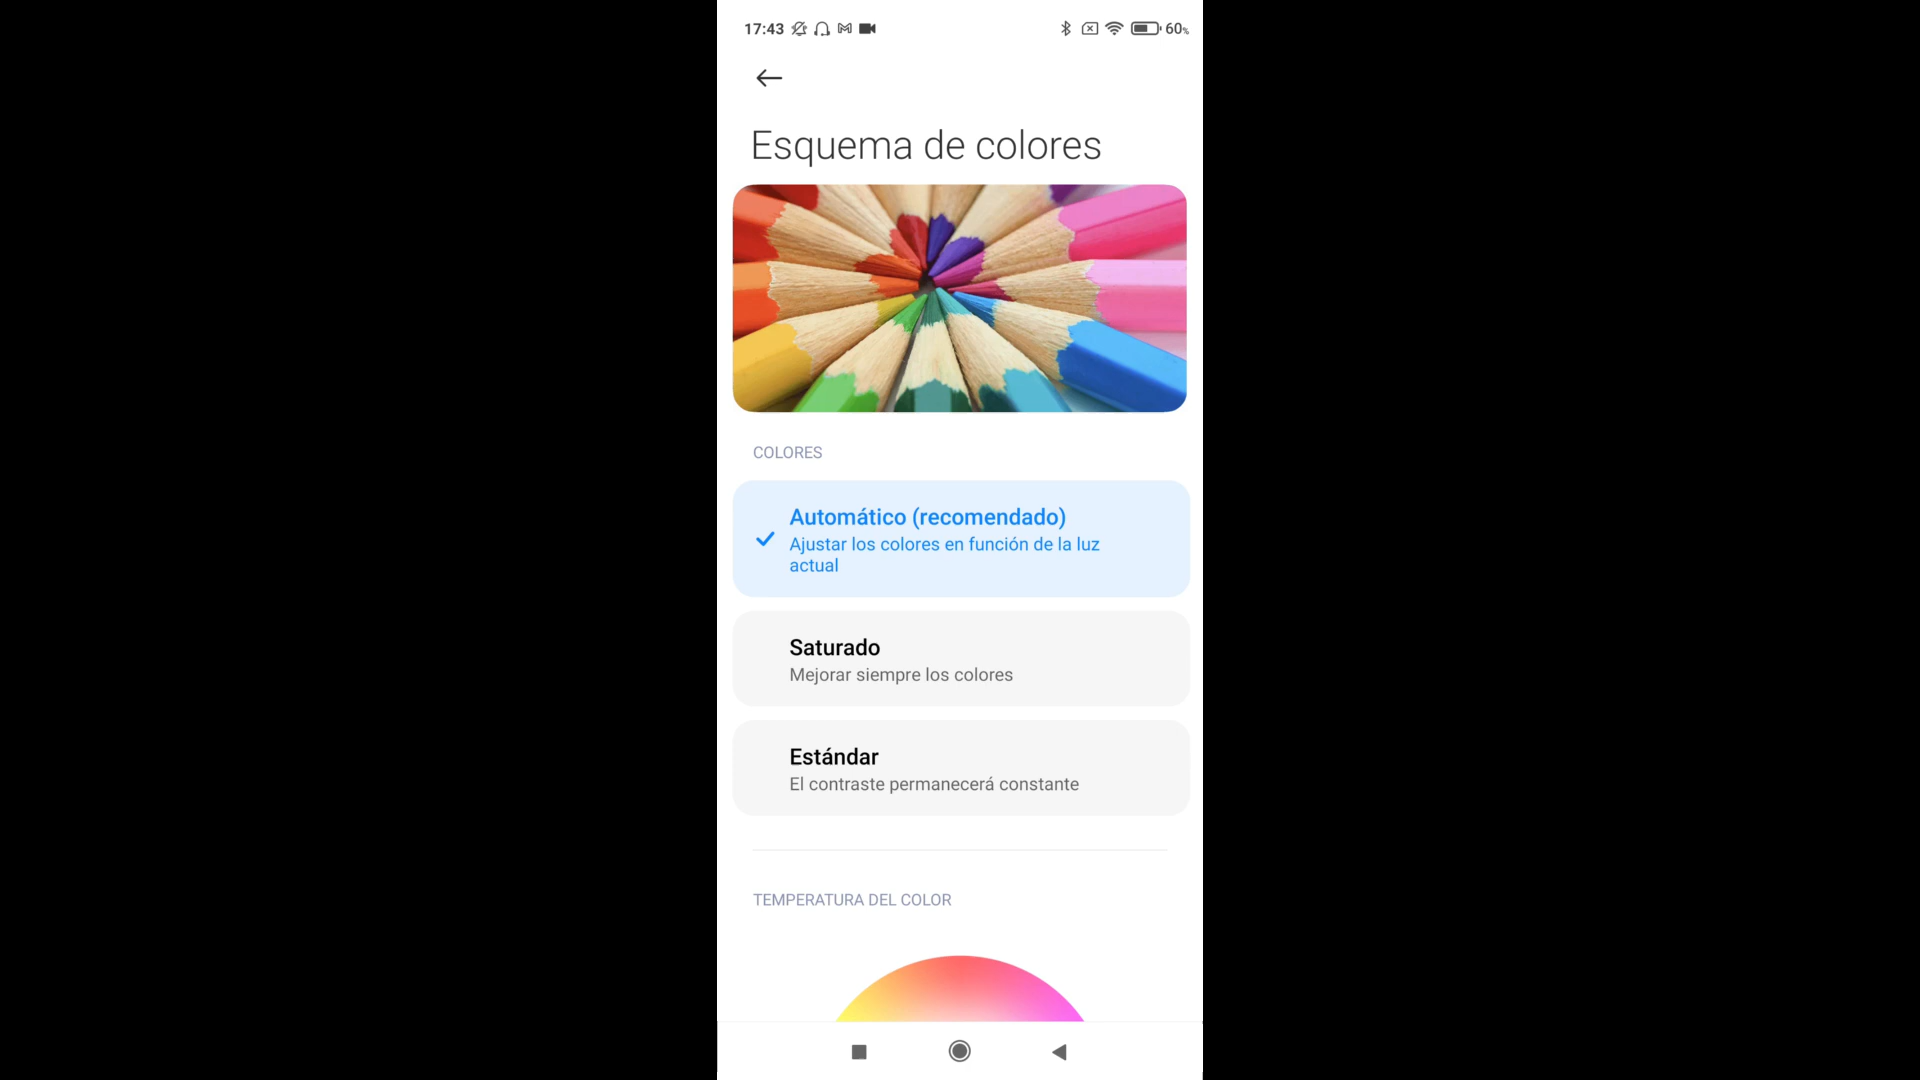 17:43 60%
Esquema de colores
COLORES
Automático (recomendado)
Ajustar los colores en función de la luz
actual
Saturado
Mejorar siempre los colores
Estándar
El contraste permanecerá constante
TEMPERATURA DEL COLOR